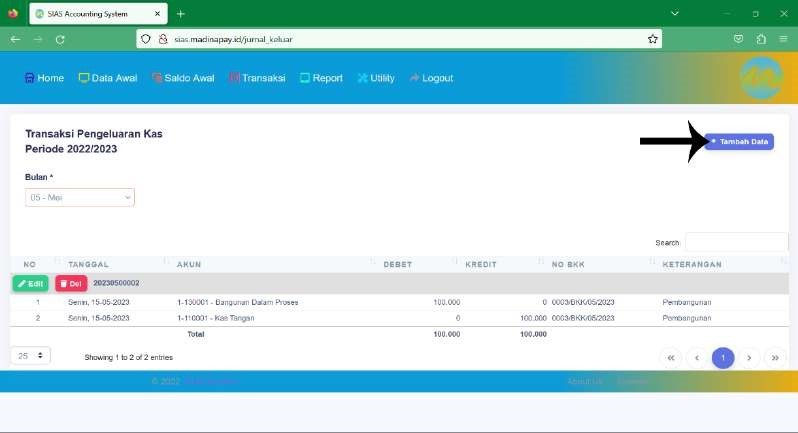 SIAS Accounting System
sias.madinapay.id/jurnal_keluar
Home Data Awal Saldo Awal Transaksi Report Utility Logout
Transaksi Pengeluaran Kas
Periode 2022/2023
Tambah Data
Bulan *
05 - Mei
Search:
NO TANGGAL AKUN DEBET KREDIT NO BKK KETERANGAN
Edit Del 20230500002
1 Senin, 15-05-2023 1-130001 - Bangunan Dalam Proses 100.000 0 0003/BKK/05/2023 Pembangunan
2 Senin, 15-05-2023 1-110001 - Kas Tangan 0 100.000 0003/BKK/05/2023 Pembangunan
Total 100.000 100.000
25 Showing 1 to 2 of 2 entries « ‹ 1 › »
© 2022
About Us